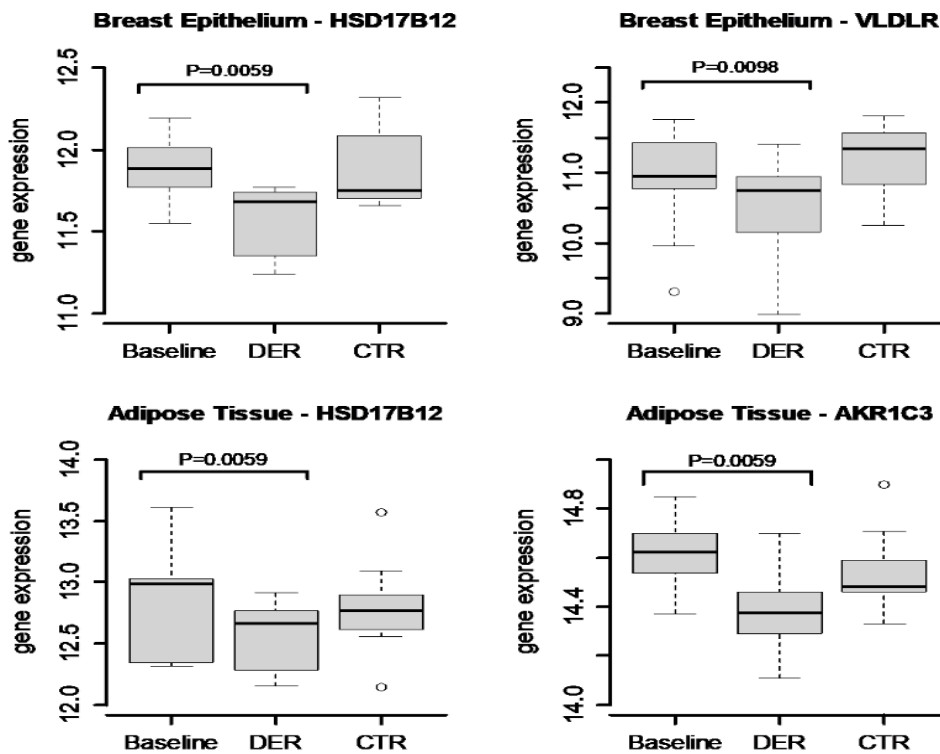 Breast Epithelium - HSD17B12
P=0.0059
gene expression
12.5
12.0
11.5
11.0
Baseline DER CTR
Breast Epithelium - VLDLR
P=0.0098
gene expression
12.0
11.0
10.0
9.0
Baseline DER CTR
Adipose Tissue - HSD17B12
P=0.0059
gene expression
14.0
13.5
13.0
12.5
12.0
Baseline DER CTR
Adipose Tissue - AKR1C3
P=0.0059
gene expression
14.8
14.4
14.0
Baseline DER CTR